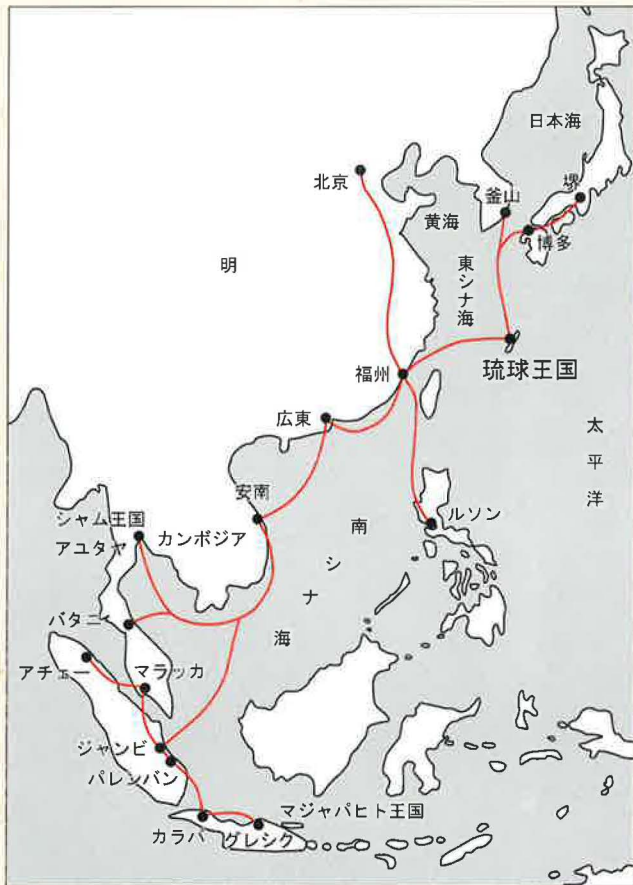 日本海
堺
北京
釜山
黄海
博多
明
東シナ海
福州
琉球王国
広東
太平洋
安南
ルソン
シャム王国
アユタヤ
カンボジア
南シナ海
パタニ
アチェー
マラッカ
ジャンビ
パレンバン
マジャパヒト王国
カラパ
グレシク